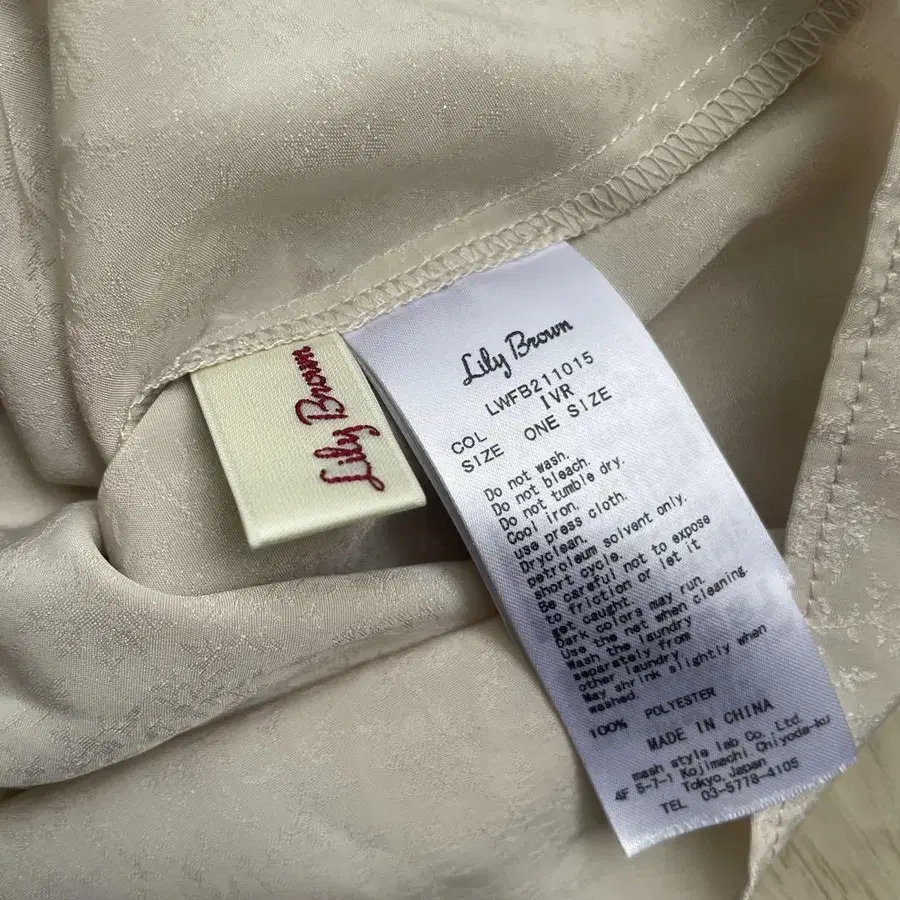 Lily Brown
Lily Brown
LWFB211015
COL IVR
SIZE ONE SIZE
Do not wash.
Do not bleach.
Do not tumble dry.
Cool iron.
use press cloth.
Dryclean.
petroleum solvent only.
short cycle.
Be careful not to expose
to friction or let it
get caught.
Dark colors may run.
Use the net when cleaning.
Wash the laundry
separately from
other laundry
May shrink slightly when
washed.
100% POLYESTER
MADE IN CHINA
mash style lab Co., Ltd.
4F 5-7-1 Kojimachi, Chiyoda-ku
Tokyo, Japan
TEL 03-5778-4105